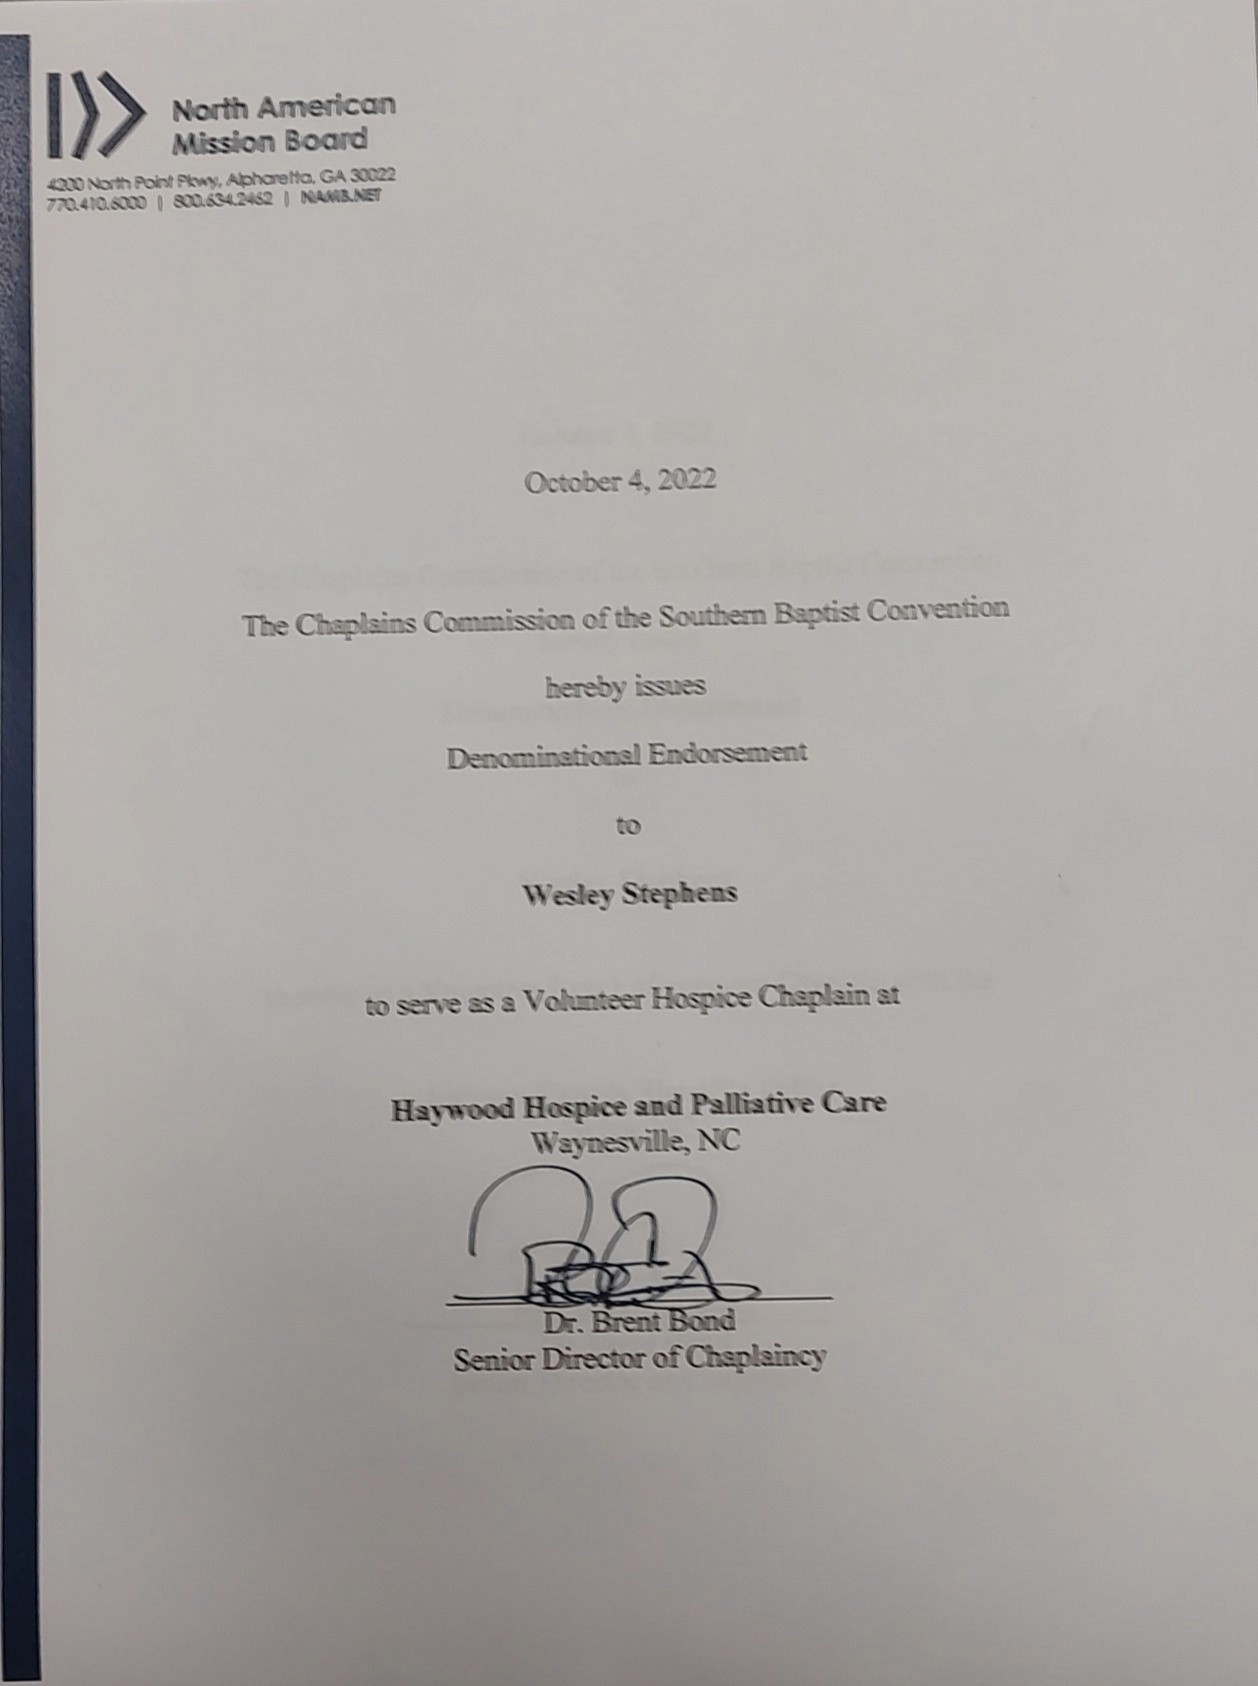 North American
Mission Board
4200 North Point Pkwy, Alpharetta, GA 30022
770.410.6000 | 800.634.2462 | NAMB.NET
October 4, 2022
The Chaplains Commission of the Southern Baptist Convention
hereby issues
Denominational Endorsement
to
Wesley Stephens
to serve as a Volunteer Hospice Chaplain at
Haywood Hospice and Palliative Care
Waynesville, NC
Dr. Brent Bond
Senior Director of Chaplaincy